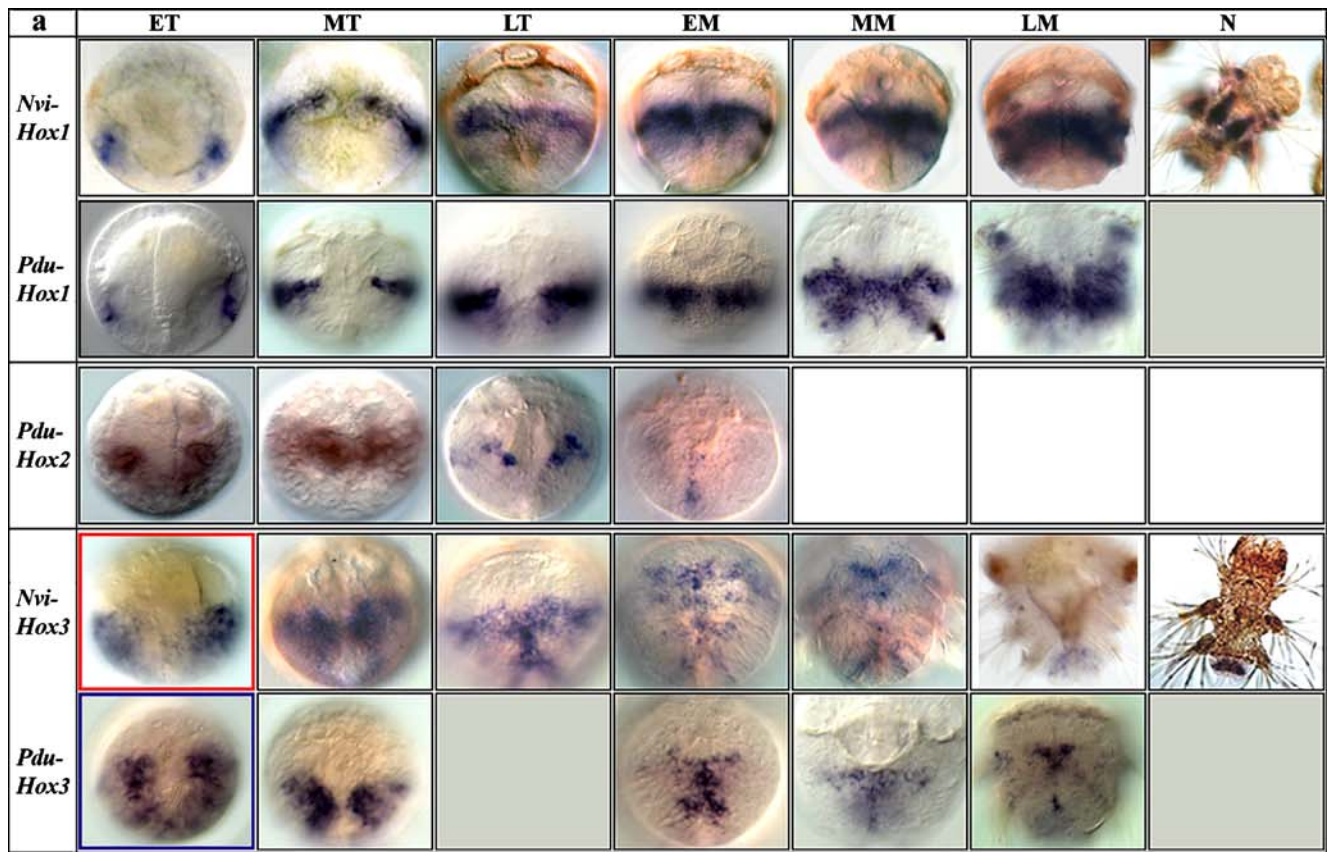 a ET MT LT EM MM LM N
Nvi-
Hox1
Pdu-
Hox1
Pdu-
Hox2
Nvi-
Hox3
Pdu-
Hox3